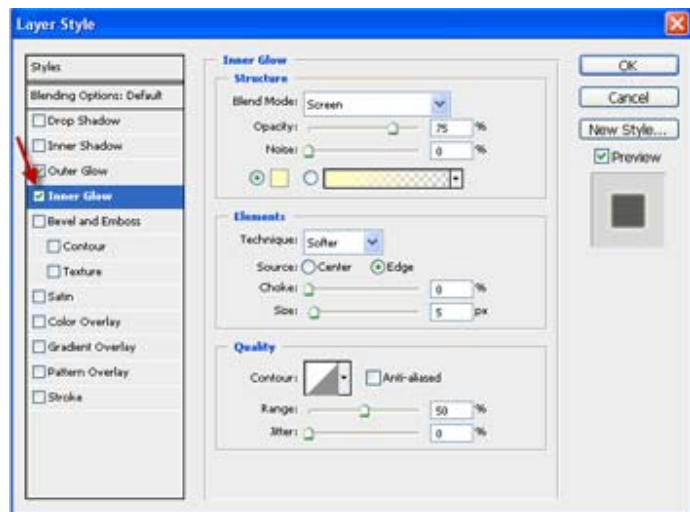 Layer Style
Styles
Blending Options: Default
Drop Shadow
Inner Shadow
Outer Glow
Inner Glow
Bevel and Emboss
Contour
Texture
Satin
Color Overlay
Gradient Overlay
Pattern Overlay
Stroke
Inner Glow
Structure
Blend Mode: Screen
Opacity: 75 %
Noise: 0 %
Elements
Technique: Softer
Source: Center Edge
Choke: 0 %
Size: 5 px
Quality
Contour: Anti-aliased
Range: 50 %
Jitter: 0 %
OK
Cancel
New Style...
Preview